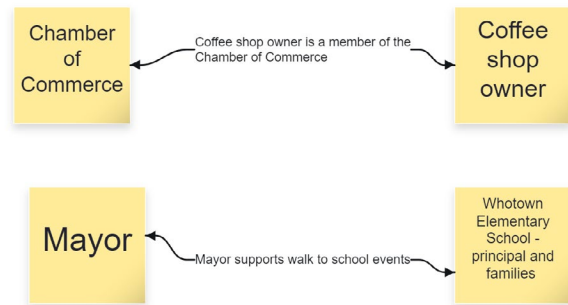 Chamber
of
Commerce
Coffee shop owner is a member of the
Chamber of Commerce
Coffee
shop
owner
Mayor
Mayor supports walk to school events
Whotown
Elementary
School -
principal and
families